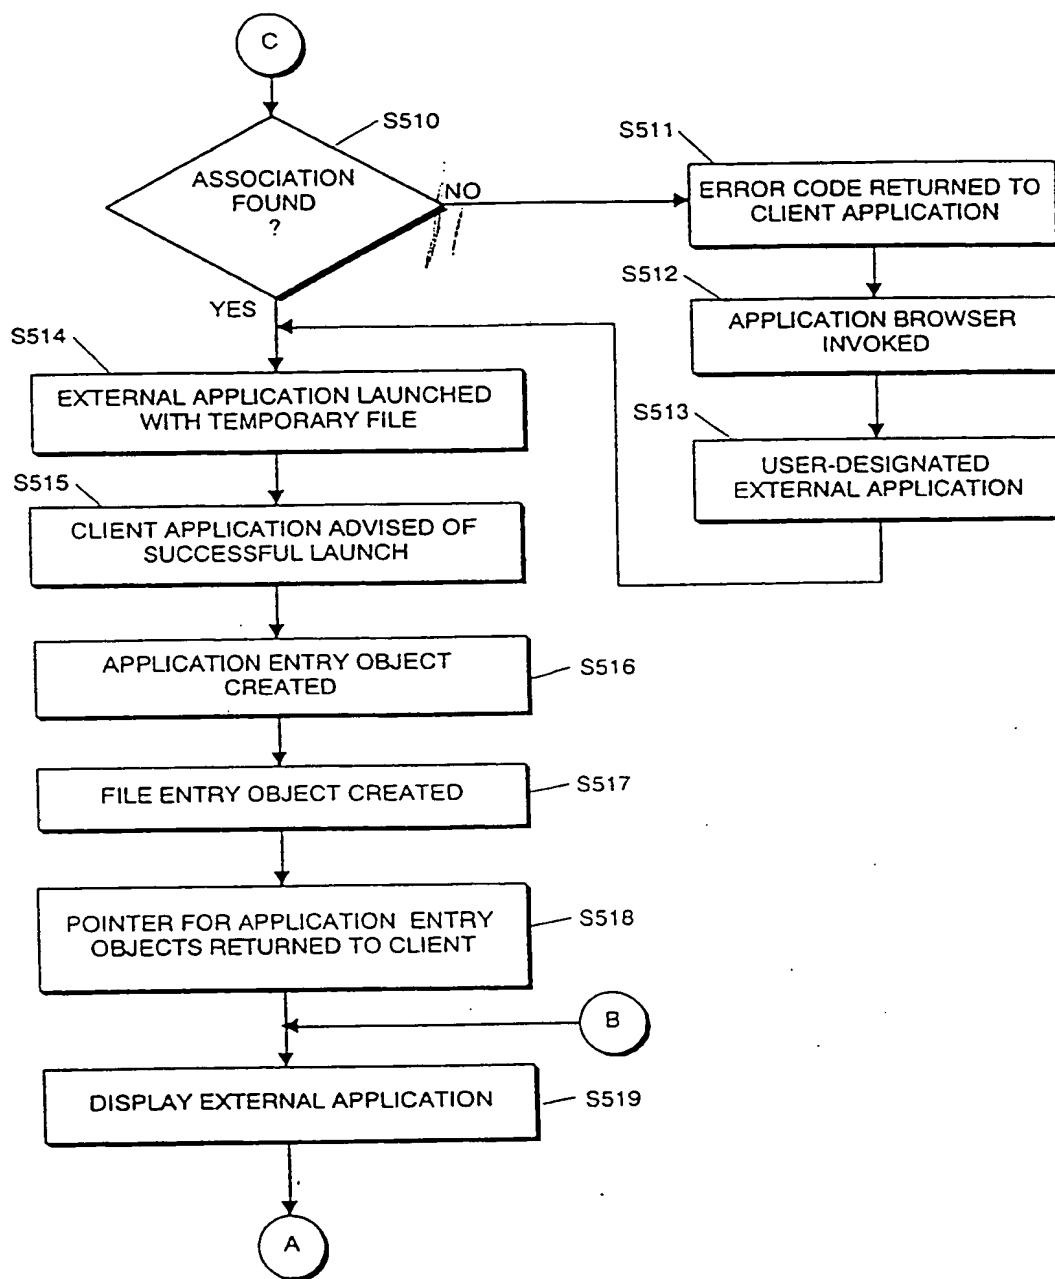 C
S510
ASSOCIATION
FOUND
?
NO
YES
S511
ERROR CODE RETURNED TO
CLIENT APPLICATION
S512
APPLICATION BROWSER
INVOKED
S513
USER-DESIGNATED
EXTERNAL APPLICATION
S514
EXTERNAL APPLICATION LAUNCHED
WITH TEMPORARY FILE
S515
CLIENT APPLICATION ADVISED OF
SUCCESSFUL LAUNCH
APPLICATION ENTRY OBJECT
CREATED
S516
FILE ENTRY OBJECT CREATED
S517
POINTER FOR APPLICATION ENTRY
OBJECTS RETURNED TO CLIENT
S518
B
DISPLAY EXTERNAL APPLICATION
S519
A